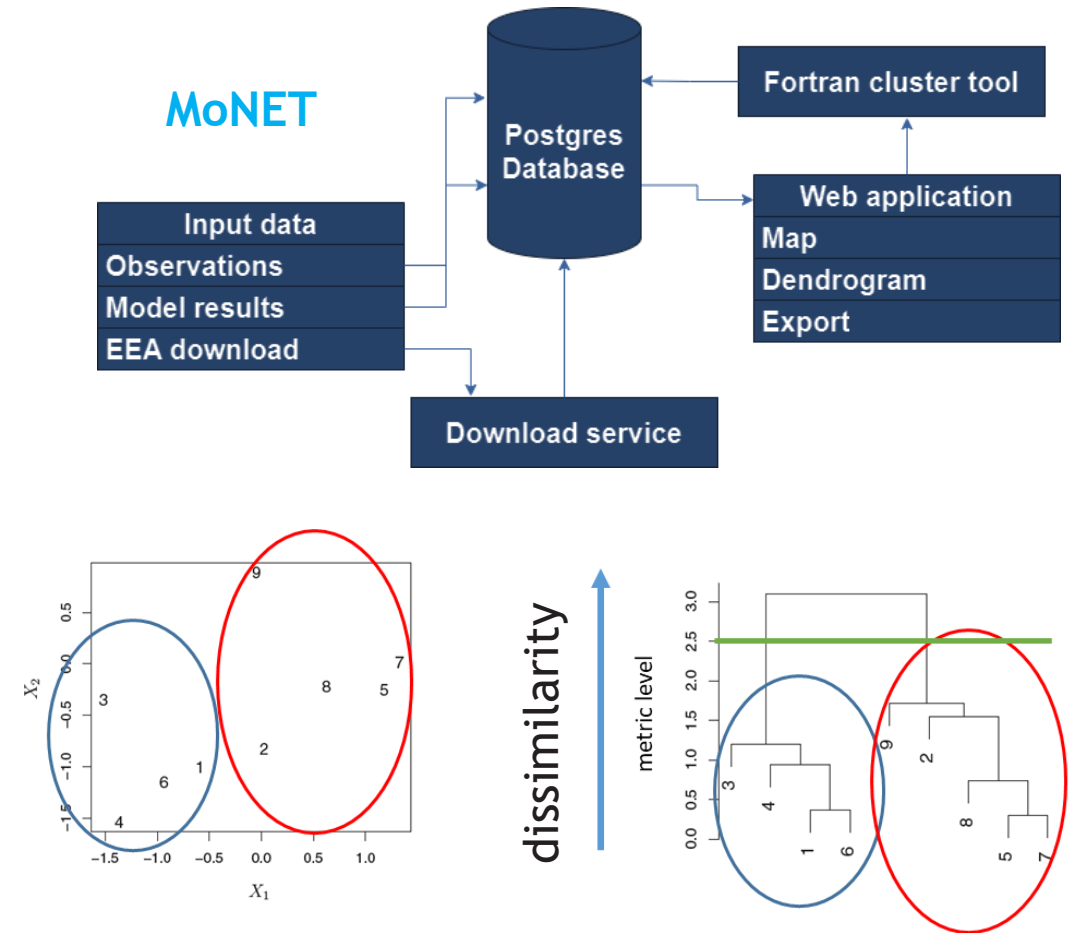 MoNET
Postgres
Database
Fortran cluster tool
Web application
Map
Dendrogram
Export
Input data
Observations
Model results
EEA download
Download service
X2
0.5
0.0
−0.5
−1.0
−1.5
9
7
8
5
3
2
1
6
4
−1.5
−1.0
−0.5
0.0
0.5
1.0
X1
dissimilarity
metric level
3.0
2.5
2.0
1.5
1.0
0.5
0.0
3
4
1
6
9
2
8
5
7